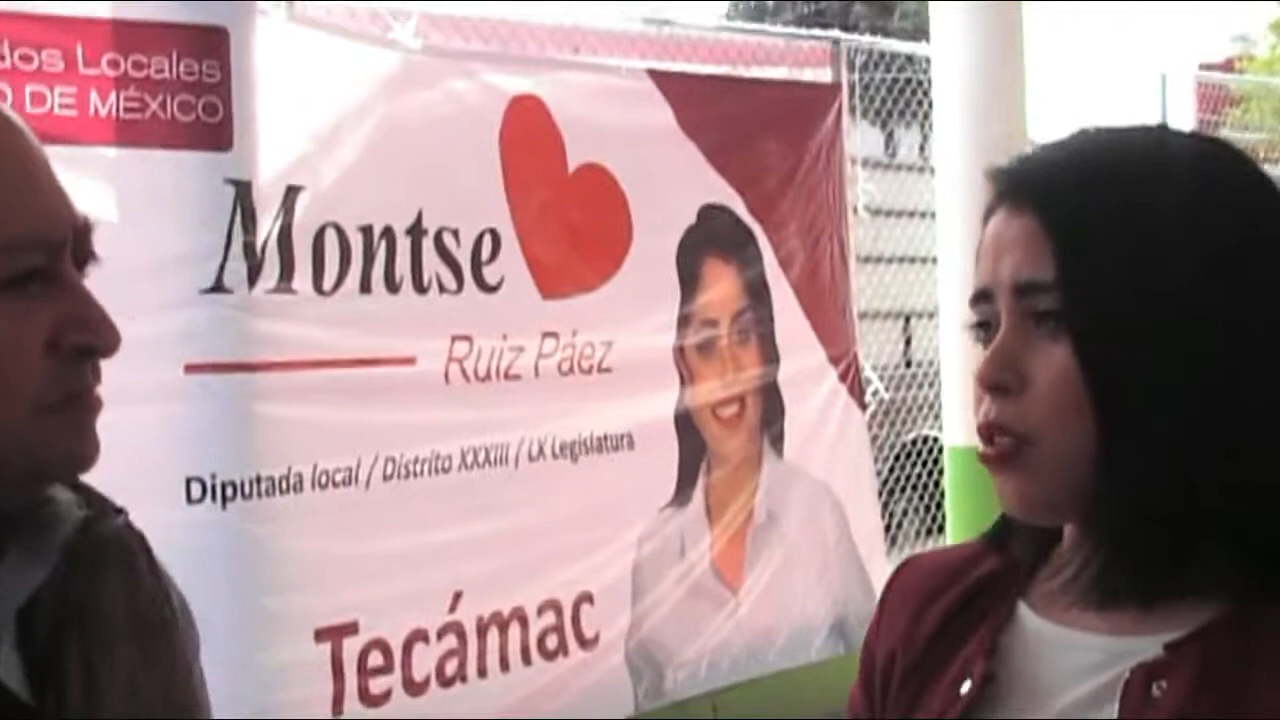 dos Locales
O DE MÉXICO
Montse
Ruiz Páez
Diputada local / Distrito XXXIII / LX Legislatura
Tecámac